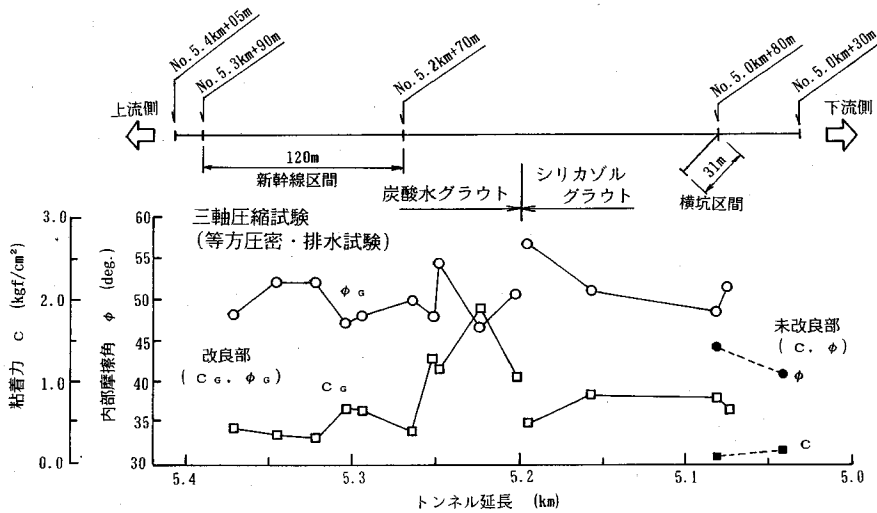 No.5.4km+05m
No.5.3km+90m
No.5.2km+70m
No.5.0km+80m
No.5.0km+30m
上流側
下流側
120m
新幹線区間
31m
横坑区間
炭酸水グラウト
シリカゾル
グラウト
三軸圧縮試験
(等方圧密・排水試験)
粘着力 C (kgf/cm²)
3.0
2.0
1.0
0.0
内部摩擦角 φ (deg.)
60
55
50
45
40
35
30
φG
改良部
(CG, φG)
CG
未改良部
(C, φ)
φ
C
5.4
5.3
5.2
5.1
5.0
トンネル延長 (km)